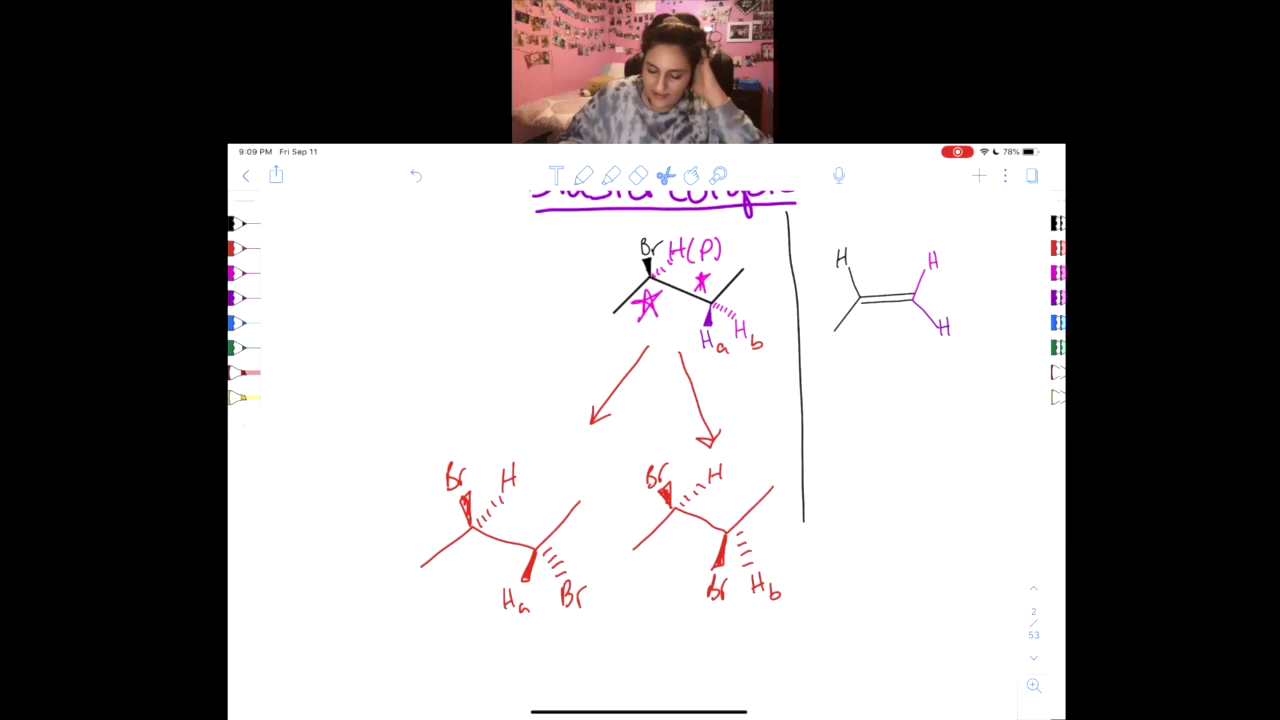 9:09 PM Fri Sep 11
78%
Br H(P)
H H
Ha Hb
H
Br H
Br H
Ha Br
Br Hb
2
/
53